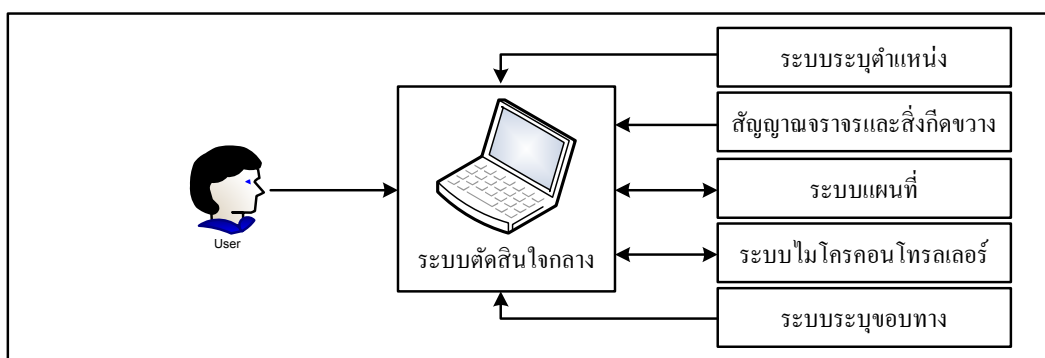 ระบบระบุตำแหน่ง
สัญญาณจราจรและสิ่งกีดขวาง
ระบบแผนที่
User
ระบบตัดสินใจกลาง
ระบบไมโครคอนโทรลเลอร์
ระบบระบุขอบทาง